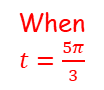 When
t = 5π/3